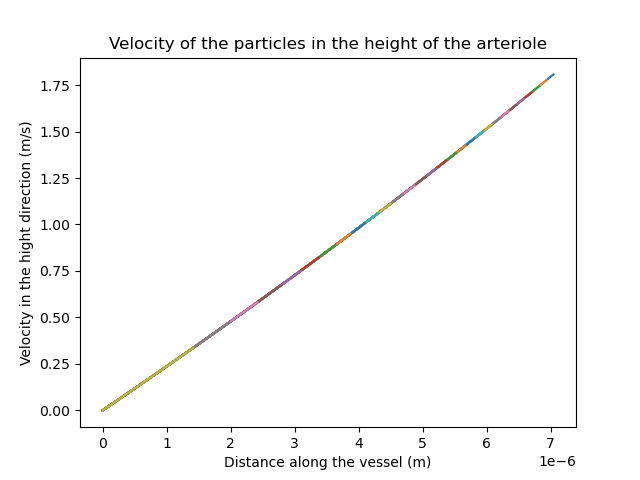 Velocity of the particles in the height of the arteriole
Velocity in the hight direction (m/s)
1.75
1.50
1.25
1.00
0.75
0.50
0.25
0.00
0 1 2 3 4 5 6 7
1e−6
Distance along the vessel (m)